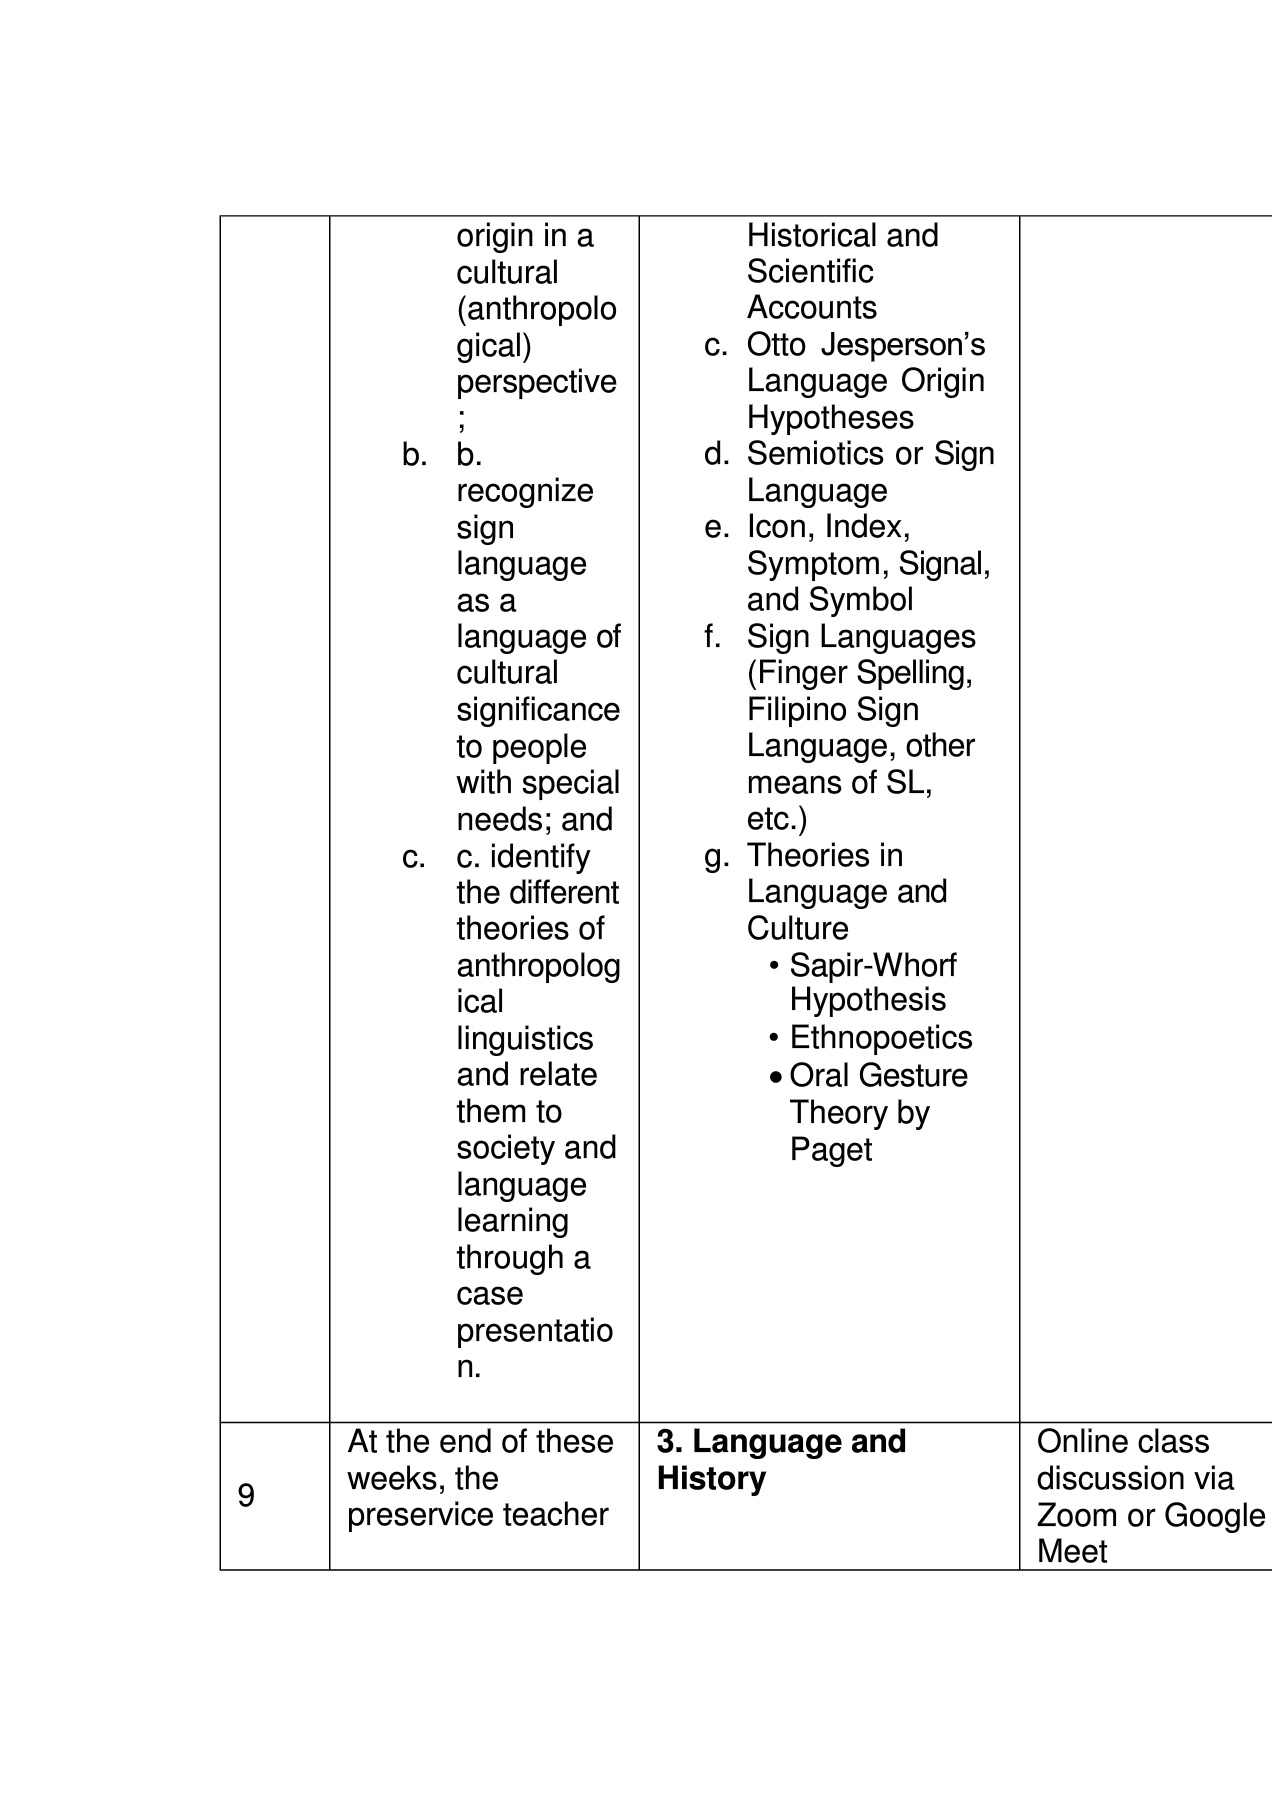 origin in a
cultural
(anthropolo
gical)
perspective
;
b. b.
recognize
sign
language
as a
language of
cultural
significance
to people
with special
needs; and
c. c. identify
the different
theories of
anthropolog
ical
linguistics
and relate
them to
society and
language
learning
through a
case
presentatio
n.
Historical and
Scientific
Accounts
c. Otto Jesperson’s
Language Origin
Hypotheses
d. Semiotics or Sign
Language
e. Icon, Index,
Symptom, Signal,
and Symbol
f. Sign Languages
(Finger Spelling,
Filipino Sign
Language, other
means of SL,
etc.)
g. Theories in
Language and
Culture
• Sapir-Whorf
Hypothesis
• Ethnopoetics
• Oral Gesture
Theory by
Paget
9
At the end of these
weeks, the
preservice teacher
3. Language and
History
Online class
discussion via
Zoom or Google
Meet